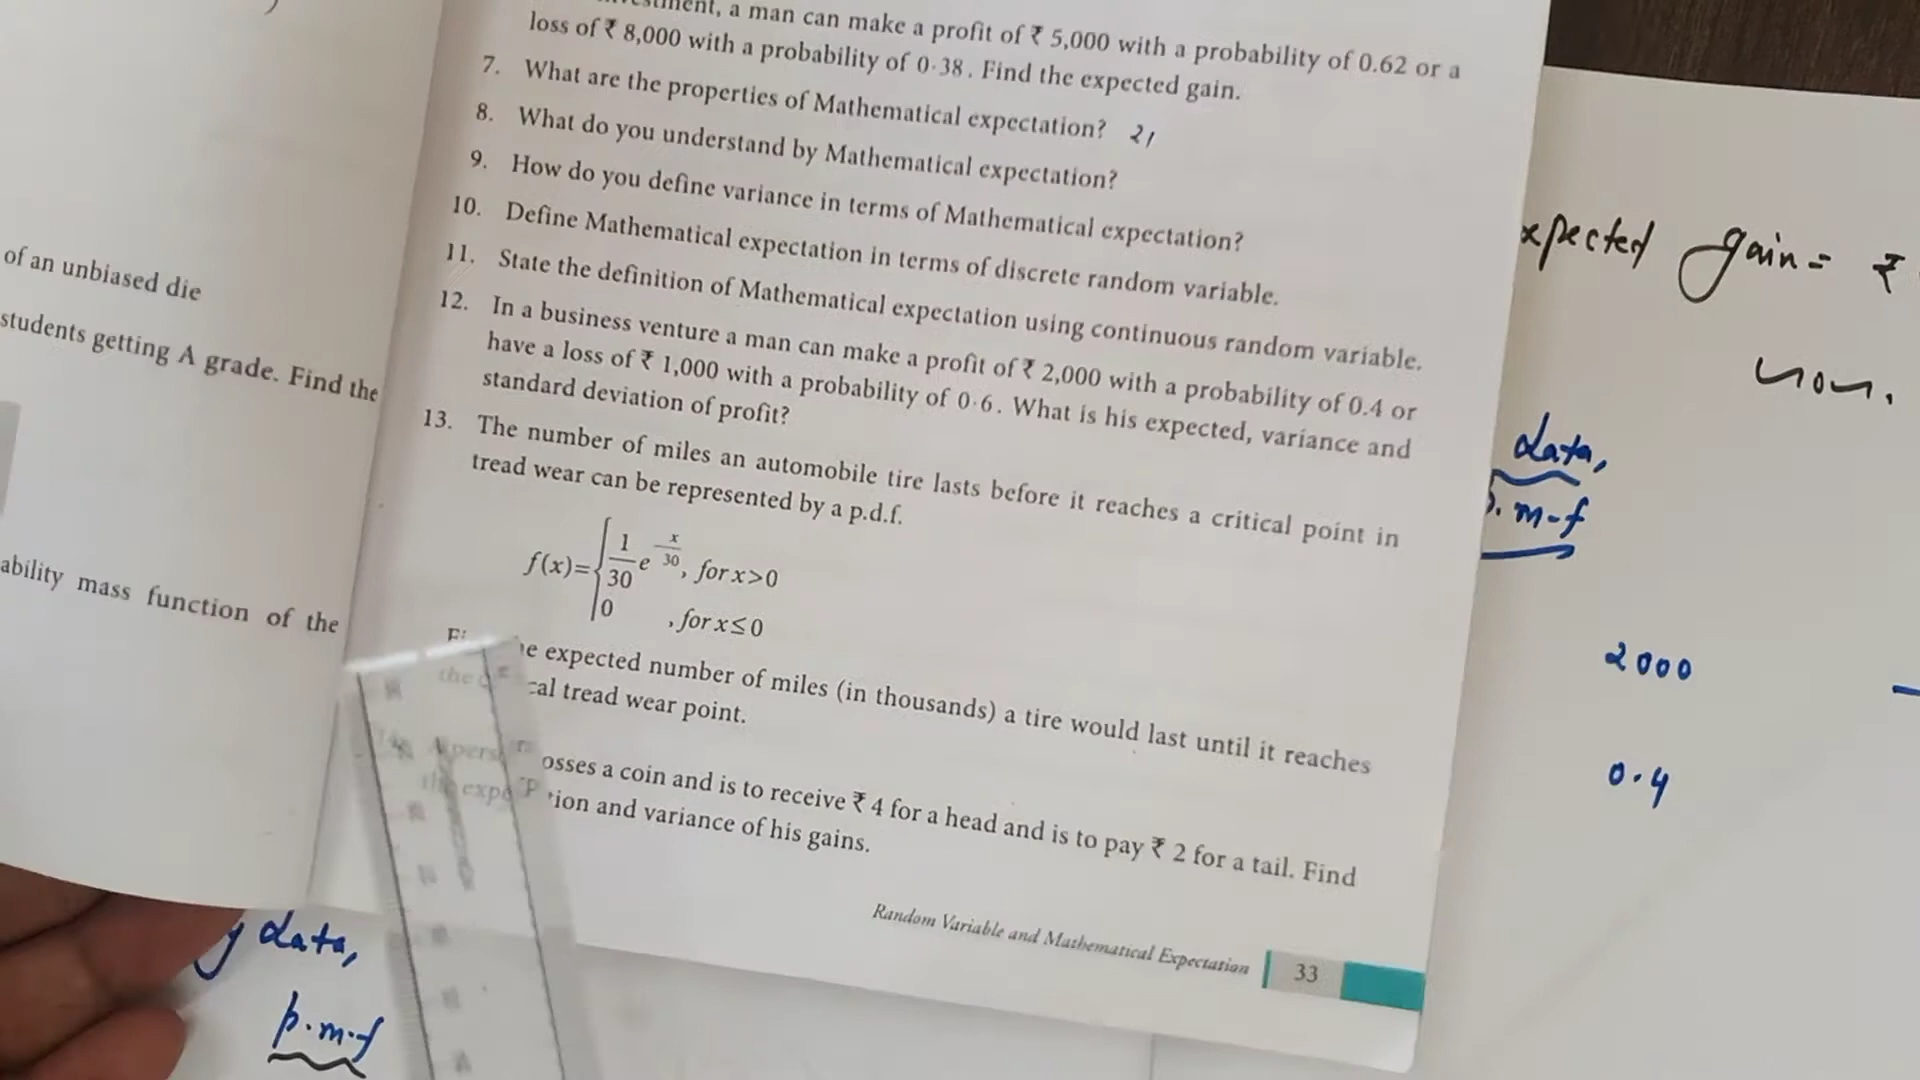 of an unbiased die
students getting A grade. Find the
ability mass function of the
y data,
p.m.f
a man can make a profit of ₹ 5,000 with a probability of 0.62 or a
loss of ₹ 8,000 with a probability of 0·38. Find the expected gain.
7. What are the properties of Mathematical expectation? 21
8. What do you understand by Mathematical expectation?
9. How do you define variance in terms of Mathematical expectation?
10. Define Mathematical expectation in terms of discrete random variable.
11. State the definition of Mathematical expectation using continuous random variable.
12. In a business venture a man can make a profit of ₹ 2,000 with a probability of 0.4 or
have a loss of ₹ 1,000 with a probability of 0·6. What is his expected, variance and
standard deviation of profit?
13. The number of miles an automobile tire lasts before it reaches a critical point in
tread wear can be represented by a p.d.f.
f(x)={ 1/30 e^{-x/30}, for x>0
0 , for x≤0
expected number of miles (in thousands) a tire would last until it reaches
the tread wear point.
osses a coin and is to receive ₹ 4 for a head and is to pay ₹ 2 for a tail. Find
and variance of his gains.
Random Variable and Mathematical Expectation 33
xpected gain= ₹
data,
p.m-f
2000
0.4